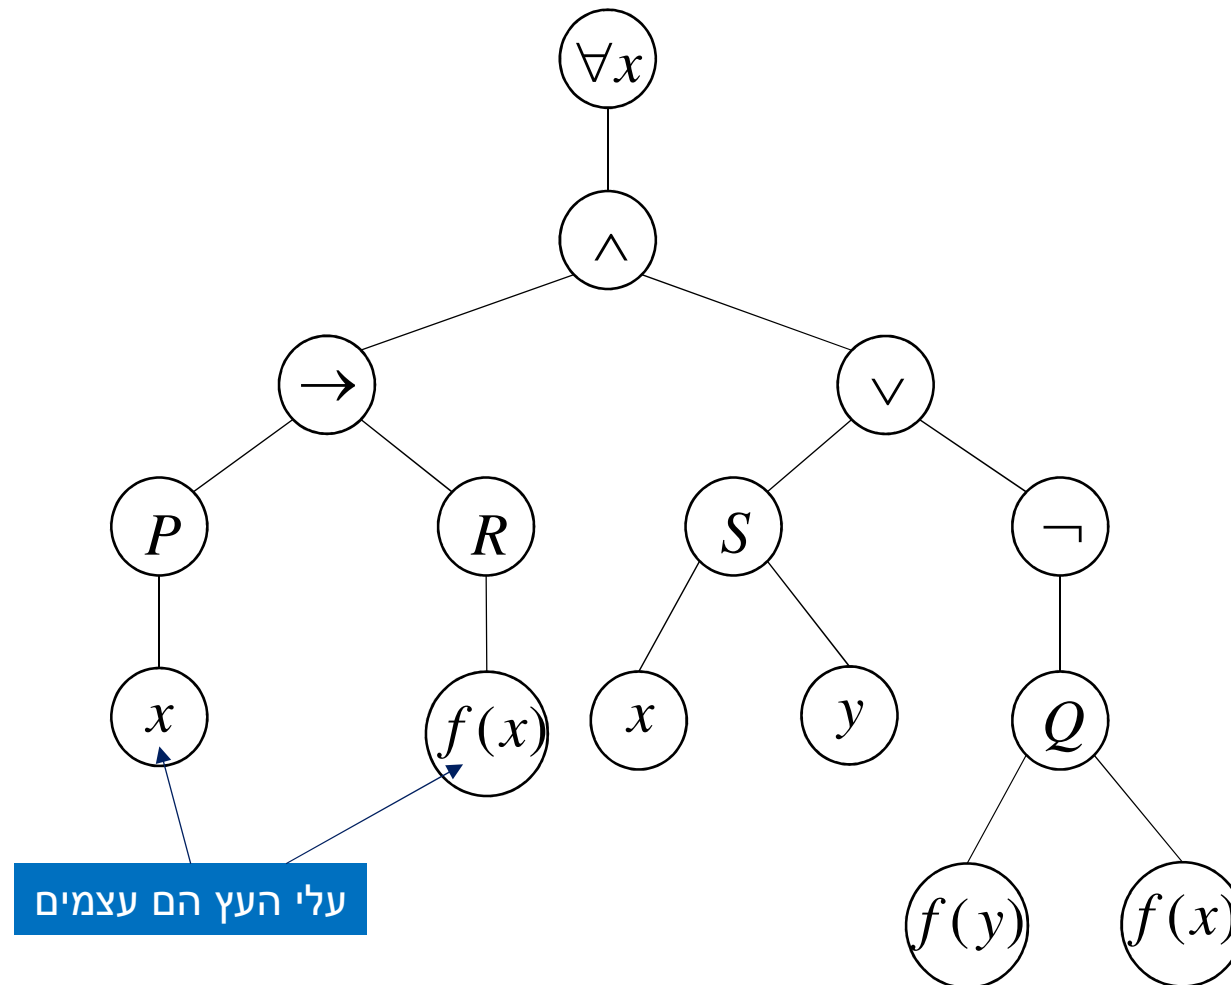 ∀x
∧
→ ∨
P R S ¬
x f(x) x y Q
עלי העץ הם עצמים
f(y) f(x)